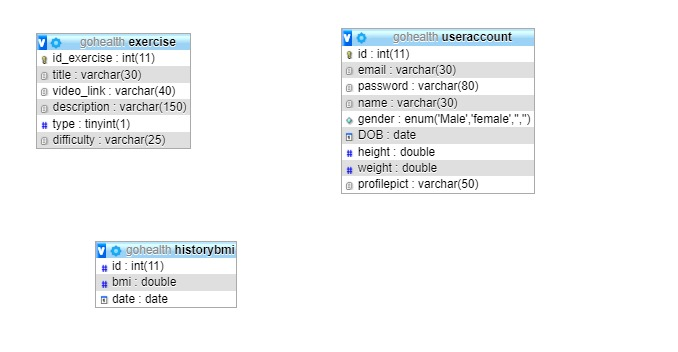 gohealth exercise
id_exercise : int(11)
title : varchar(30)
video_link : varchar(40)
description : varchar(150)
type : tinyint(1)
difficulty : varchar(25)
gohealth useraccount
id : int(11)
email : varchar(30)
password : varchar(80)
name : varchar(30)
gender : enum('Male','female','','')
DOB : date
height : double
weight : double
profilepict : varchar(50)
gohealth historybmi
id : int(11)
bmi : double
date : date